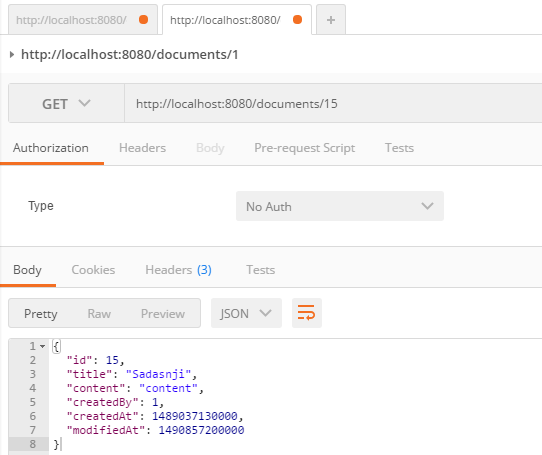 http://localhost:8080/ http://localhost:8080/ +
http://localhost:8080/documents/1
GET http://localhost:8080/documents/15
Authorization Headers Body Pre-request Script Tests
Type No Auth
Body Cookies Headers (3) Tests
Pretty Raw Preview JSON
1 {
2 "id": 15,
3 "title": "Sadasnji",
4 "content": "content",
5 "createdBy": 1,
6 "createdAt": 1489037130000,
7 "modifiedAt": 1490857200000
8 }